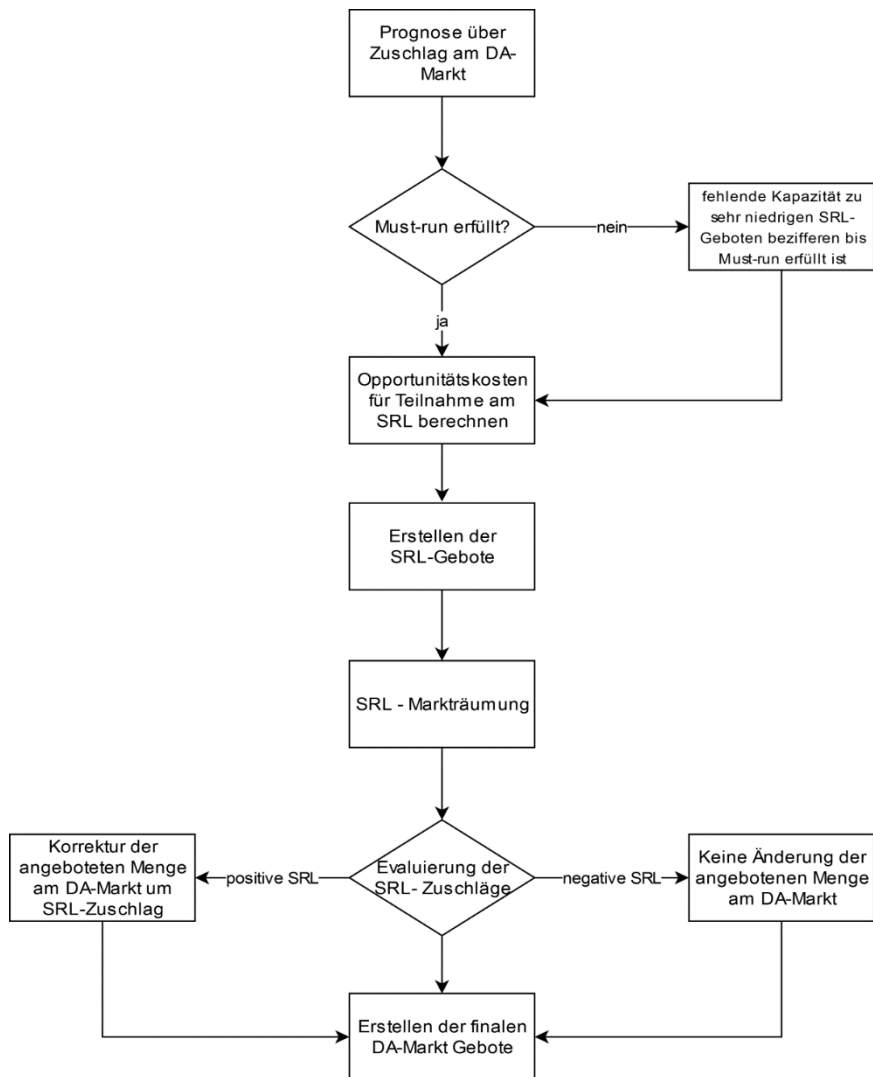 Prognose über
Zuschlag am DA-
Markt
Must-run erfüllt?
nein
fehlende Kapazität zu
sehr niedrigen SRL-
Geboten bezifferen bis
Must-run erfüllt ist
ja
Opportunitätskosten
für Teilnahme am
SRL berechnen
Erstellen der
SRL-Gebote
SRL - Markträumung
Korrektur der
angeboteten Menge
am DA-Markt um
SRL-Zuschlag
positive SRL
Evaluierung der
SRL- Zuschläge
negative SRL
Keine Änderung der
angebotenen Menge
am DA-Markt
Erstellen der finalen
DA-Markt Gebote